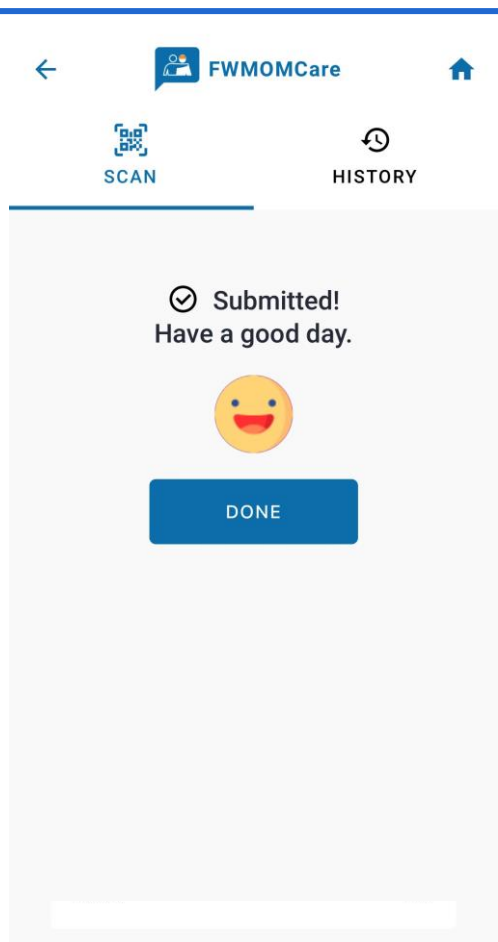 FWMOMCare
SCAN
HISTORY
Submitted!
Have a good day.
DONE